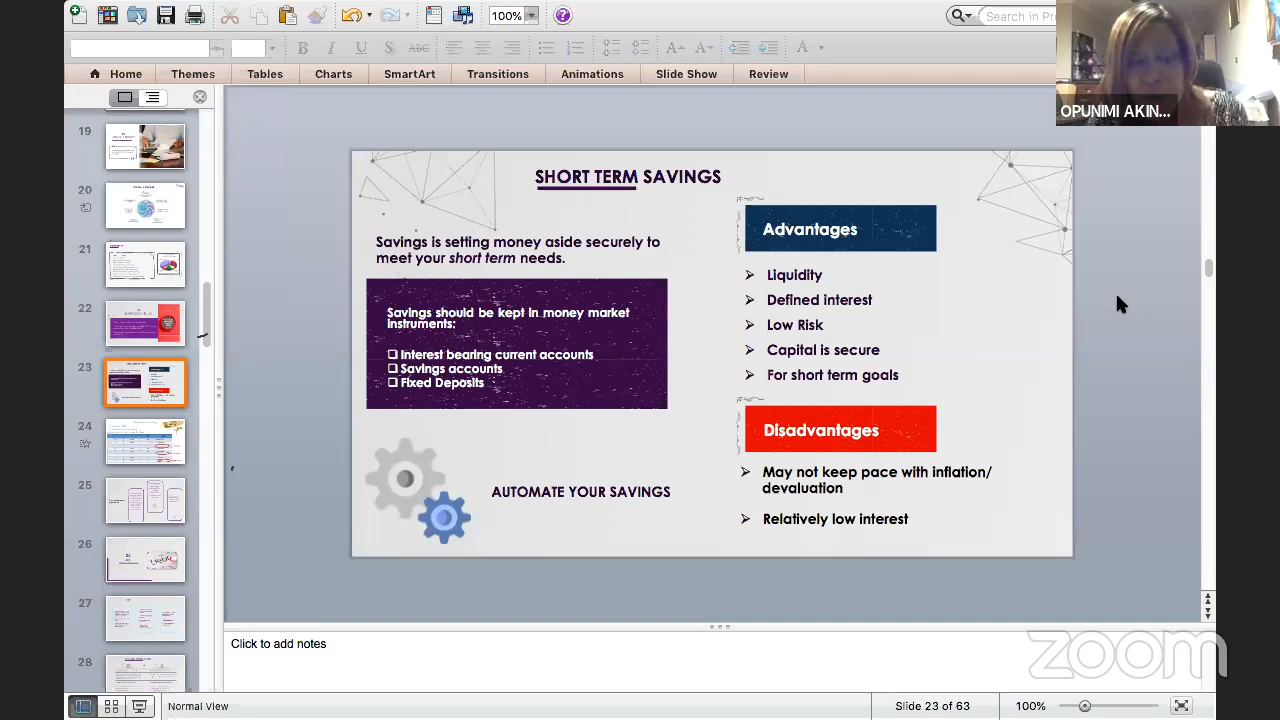 100%
Search in Pr
B I U S ABC
Home Themes Tables Charts SmartArt Transitions Animations Slide Show Review
OPUNIMI AKIN...
19
20
21
22
23
24
25
26
27
28
SHORT TERM SAVINGS
Savings is setting money aside securely to
meet your short term needs.
Savings should be kept in money market
instruments:
❑ Interest bearing current accounts
❑ Savings accounts
❑ Fixed Deposits
AUTOMATE YOUR SAVINGS
Advantages
➢ Liquidity
➢ Defined interest
➢ Low Risk
➢ Capital is secure
➢ For short term goals
Disadvantages
➢ May not keep pace with inflation/
devaluation
➢ Relatively low interest
Click to add notes
zoom
Normal View
Slide 23 of 63
100%